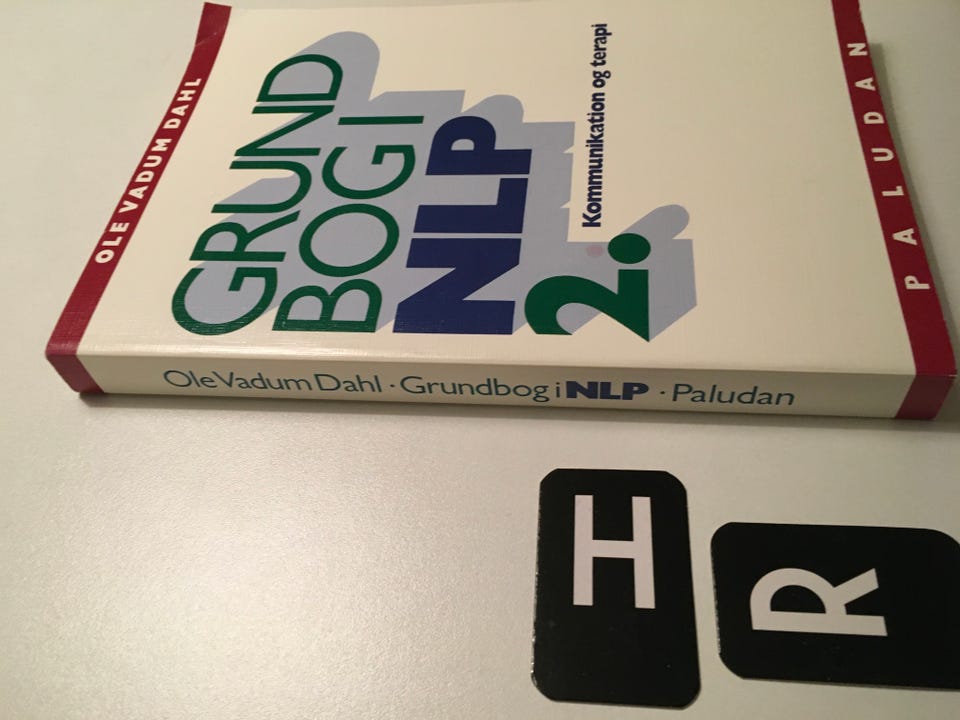 OLE VADUM DAHL
GRUND
BOG I
NLP
2.
Kommunikation og terapi
PALUDAN
Ole Vadum Dahl · Grundbog i NLP · Paludan
H
R